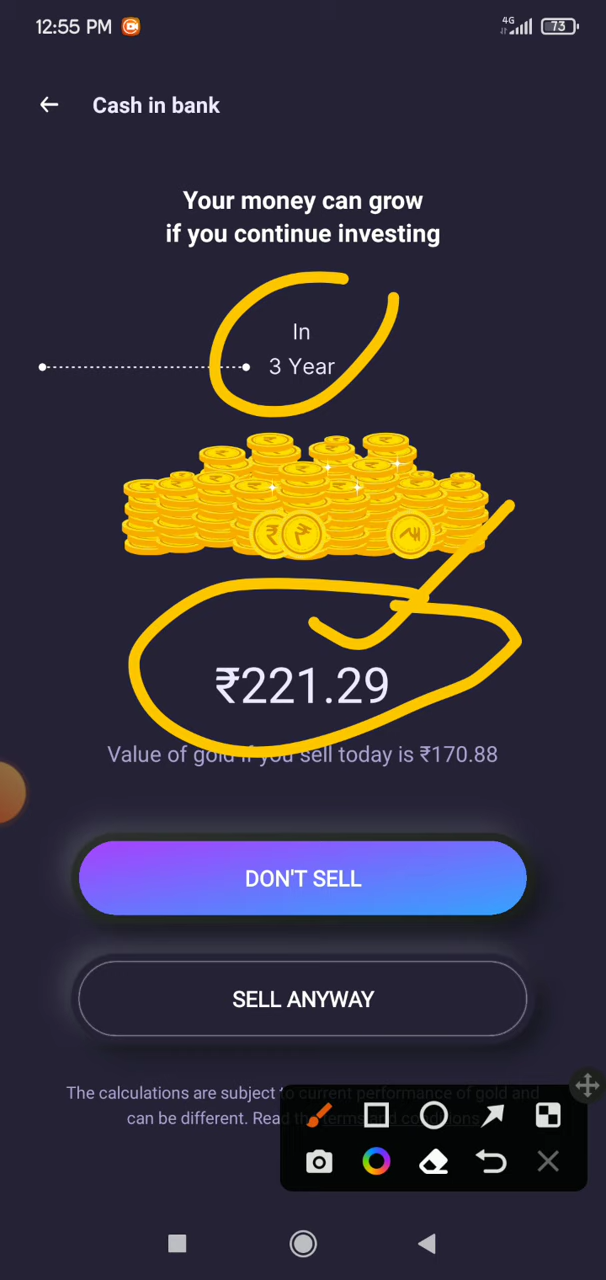 12:55 PM 4G 73
Cash in bank
Your money can grow
if you continue investing
In
3 Year
₹221.29
Value of gold if you sell today is ₹170.88
DON'T SELL
SELL ANYWAY
The calculations are subject to current performance of gold and
can be different. Read the terms and conditions